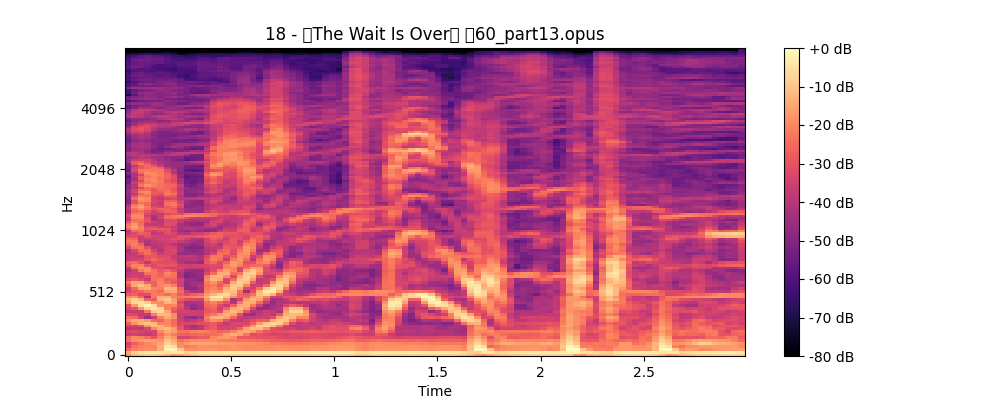 18 - ▯The Wait Is Over▯ ▯60_part13.opus
+0 dB
4096
-10 dB
-20 dB
2048
-30 dB
Hz
1024
-40 dB
-50 dB
512
-60 dB
-70 dB
0
-80 dB
0
0.5
1
1.5
2
2.5
Time